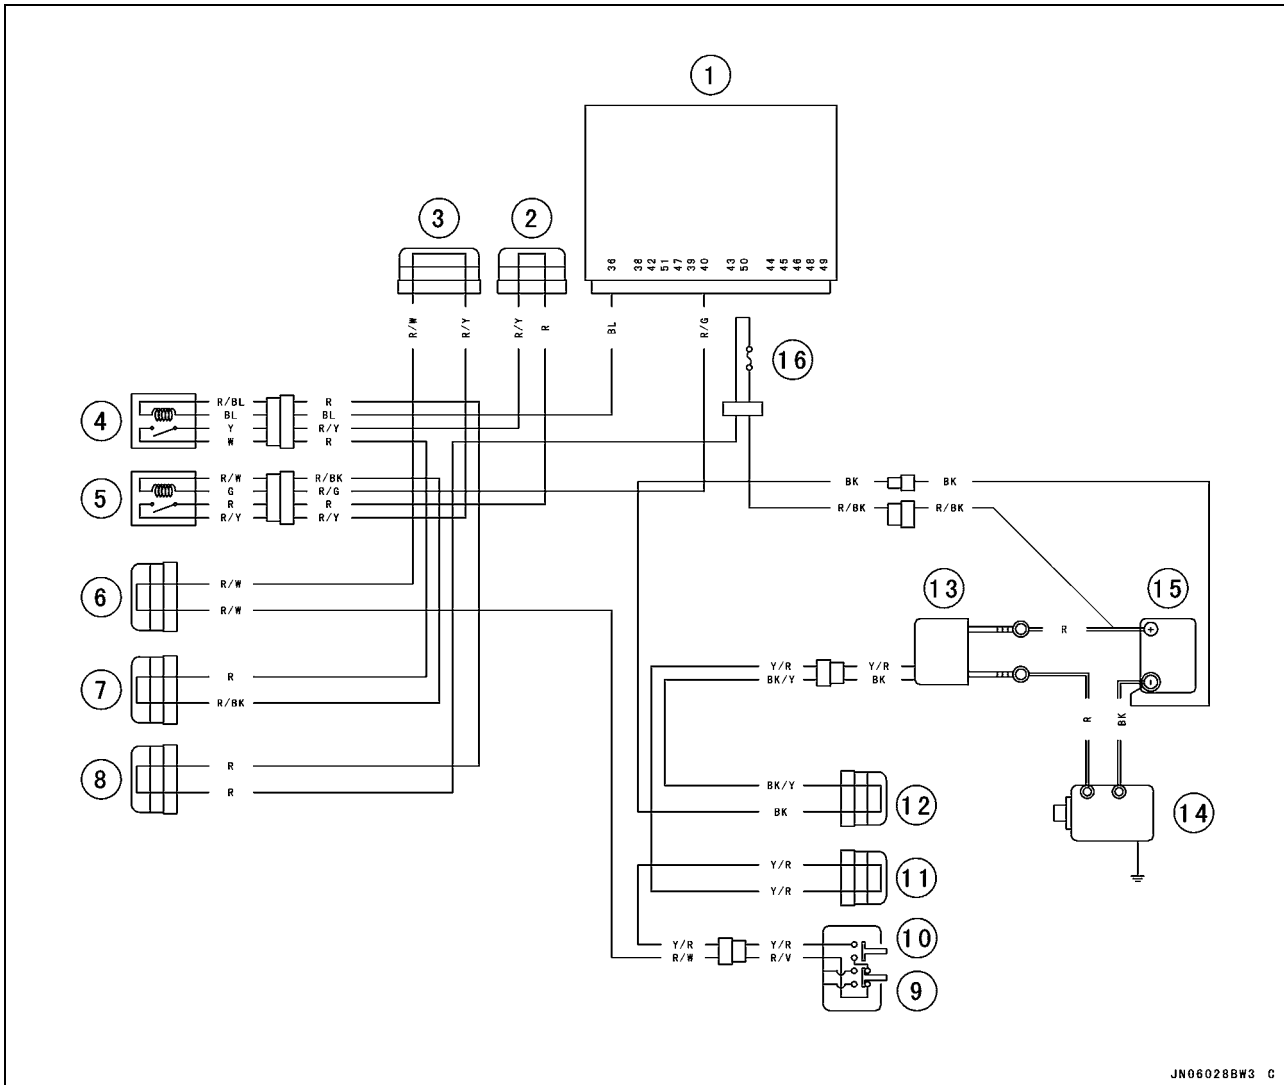 1
3
2
36
38
42
51
47
39
40
43
50
44
45
46
48
49
R/W
R/Y
R/Y
R
BL
R/G
16
4
R/BL R
BL BL
Y R/Y
W R
5
R/W R/BK
G R/G
R R
R/Y R/Y
BK BK
R/BK R/BK
6
R/W
R/W
13
15
R
+
-
Y/R Y/R
BK/Y BK
7
R
R/BK
R
BK
8
R
R
BK/Y
BK
12
14
Y/R
Y/R
11
Y/R Y/R
R/W R/V
10
9
JN06028BW3 C